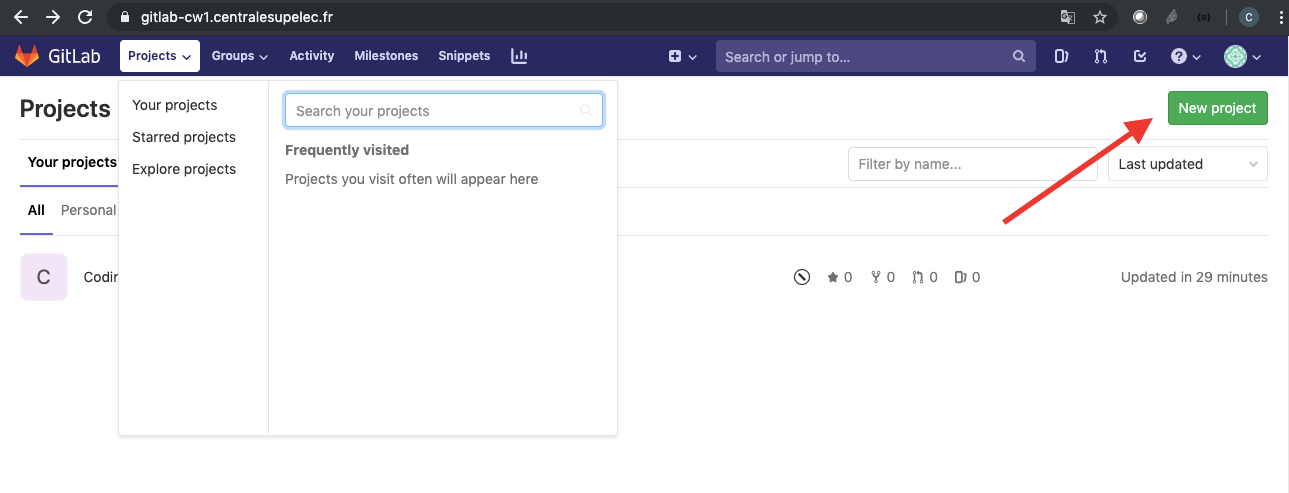 gitlab-cw1.centralesupelec.fr
C
GitLab Projects Groups Activity Milestones Snippets Search or jump to...
Projects
New project
Your projects
Starred projects
Explore projects
Search your projects
Frequently visited
Projects you visit often will appear here
Your projects
Filter by name...
Last updated
All Personal
C
0 0 0 0
Updated in 29 minutes